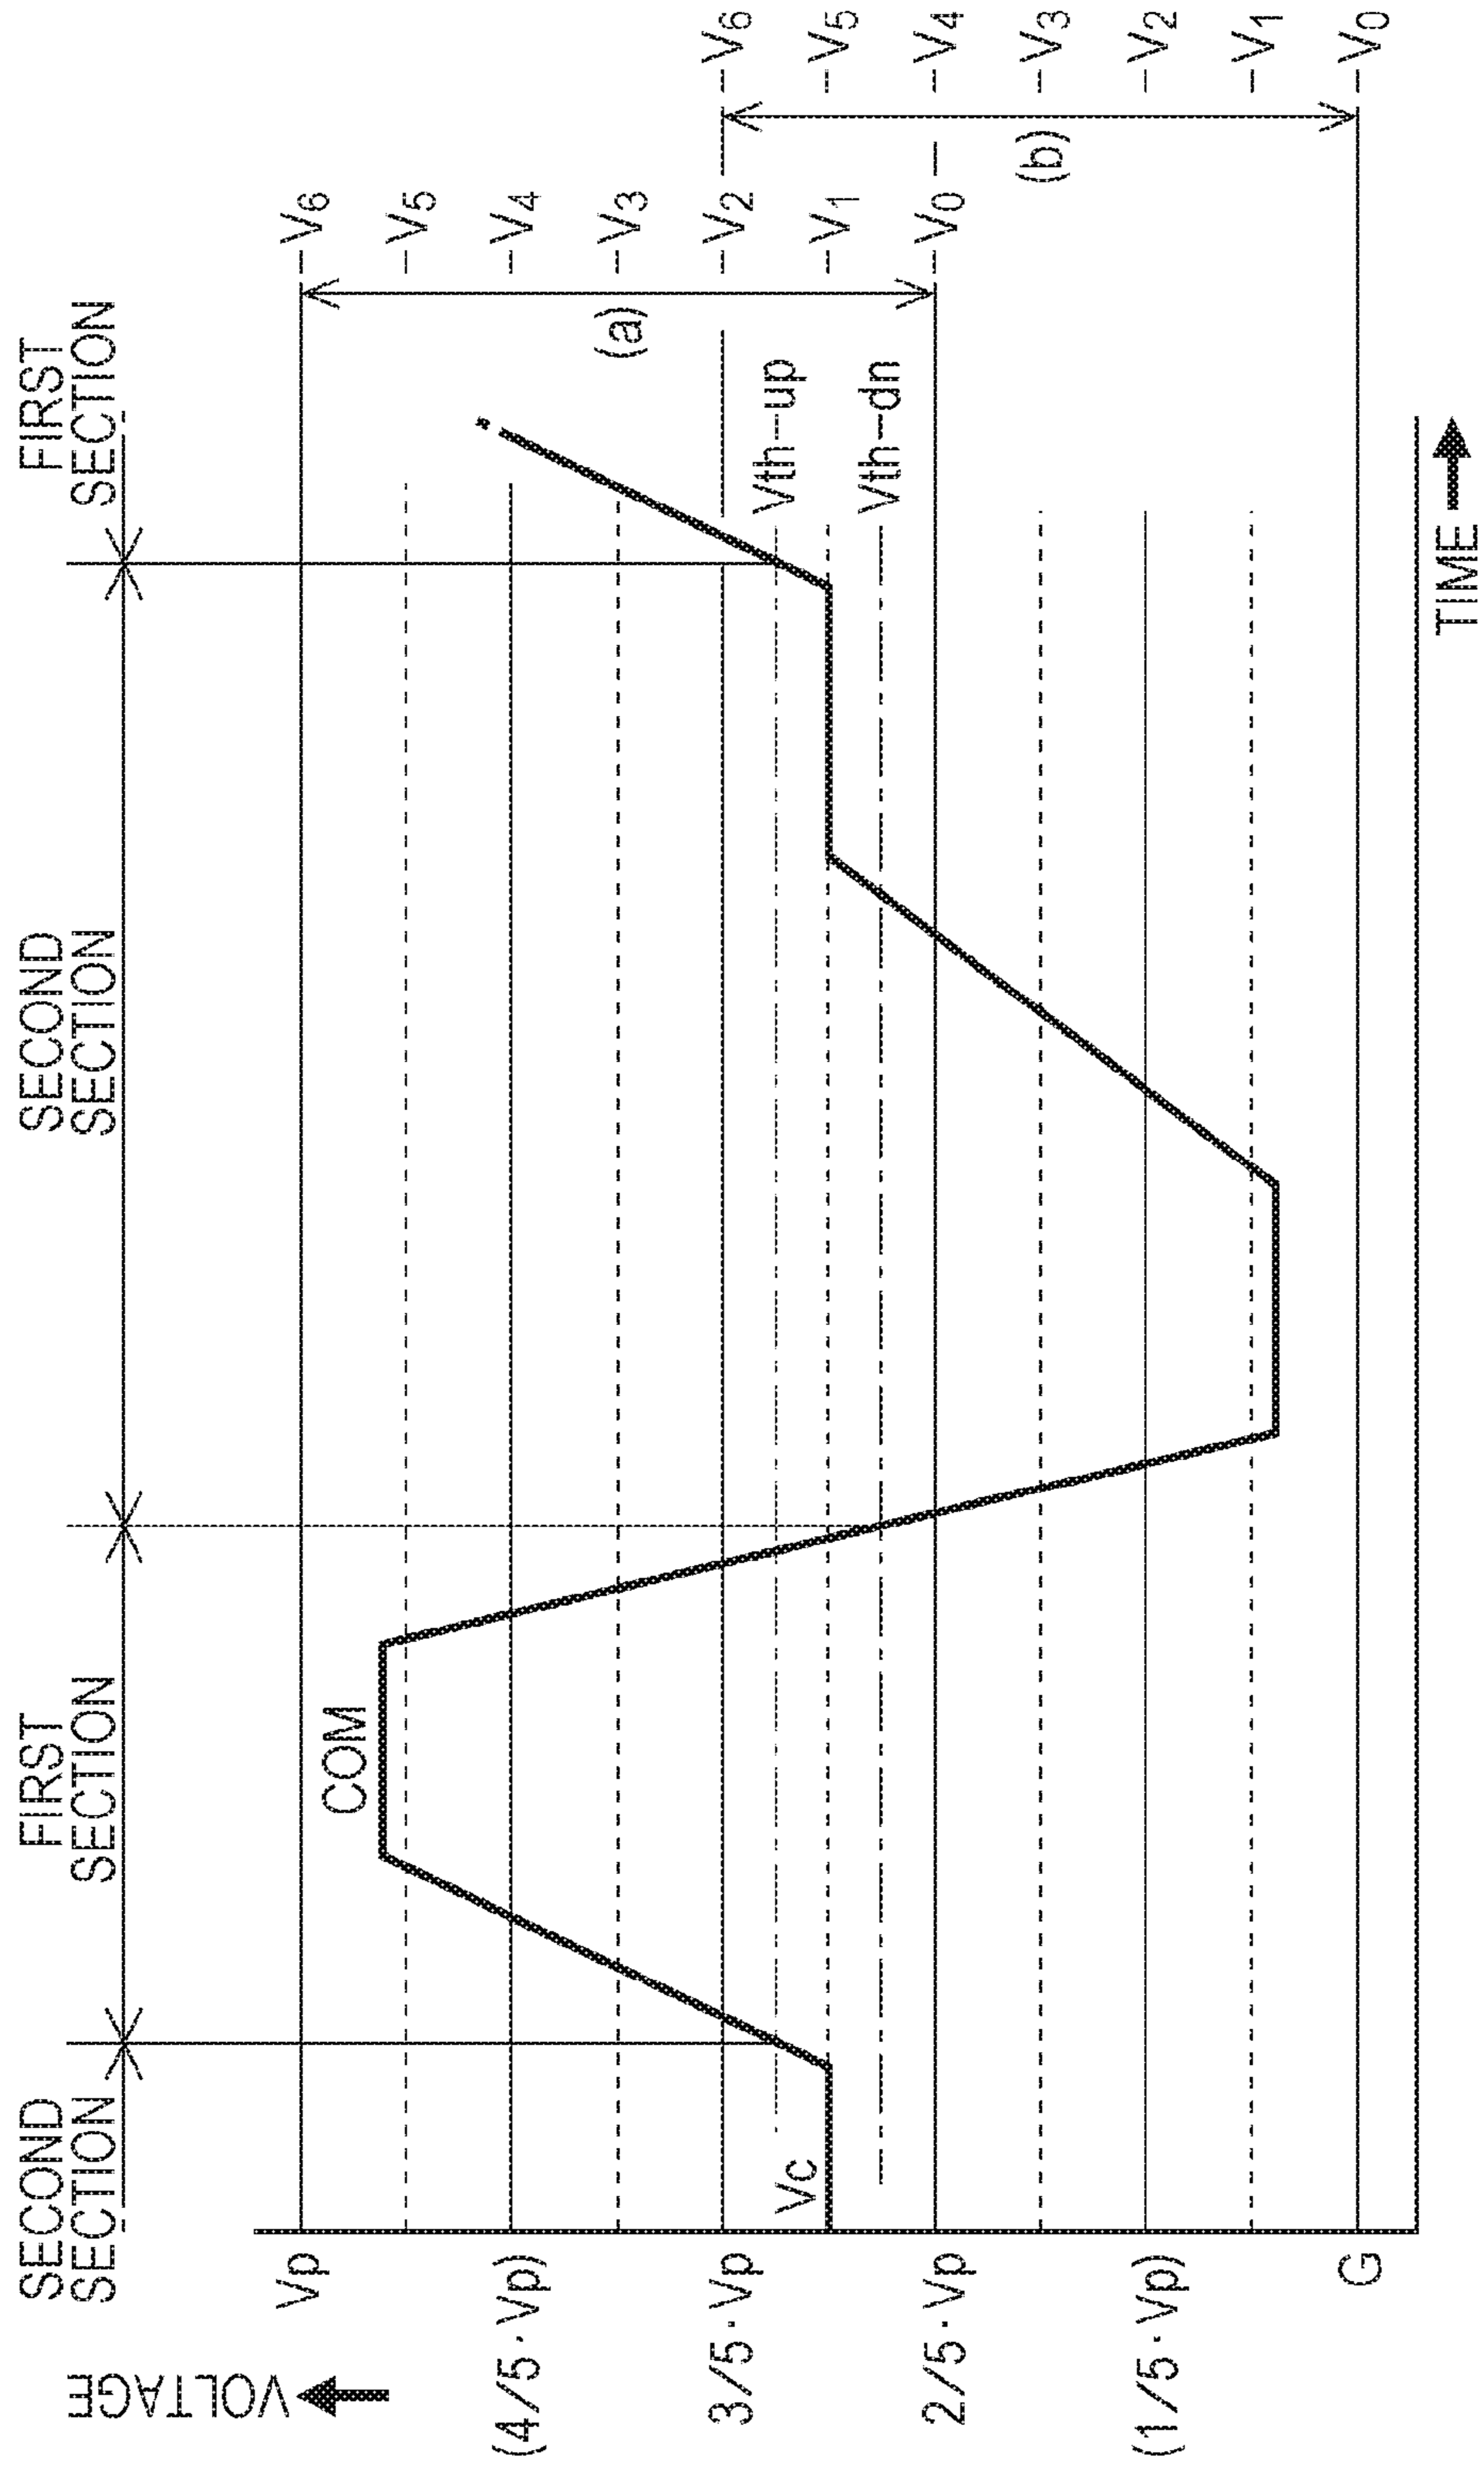 SECOND
SECTION
FIRST
SECTION
SECOND
SECTION
FIRST
SECTION
VOLTAGE
Vp
(4/5·Vp)
3/5·Vp
2/5·Vp
(1/5·Vp)
G
COM
Vc
Vth-up
Vth-dn
(a)
V6
V5
V4
V3
V2
V1
V0
(b)
V6
V5
V4
V3
V2
V1
V0
TIME